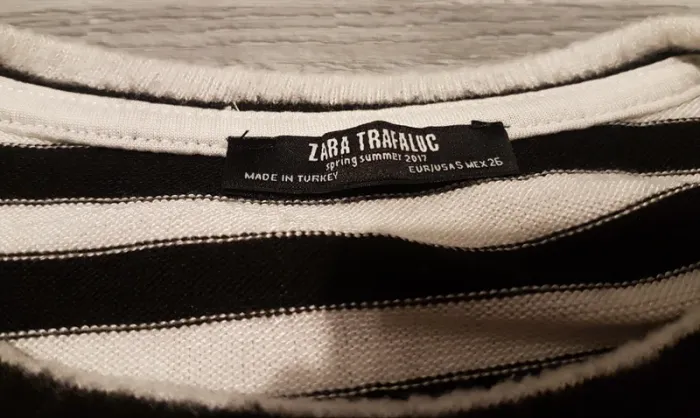 ZARA TRAFALUC
spring summer 2017
MADE IN TURKEY
EUR/USA S MEX 26